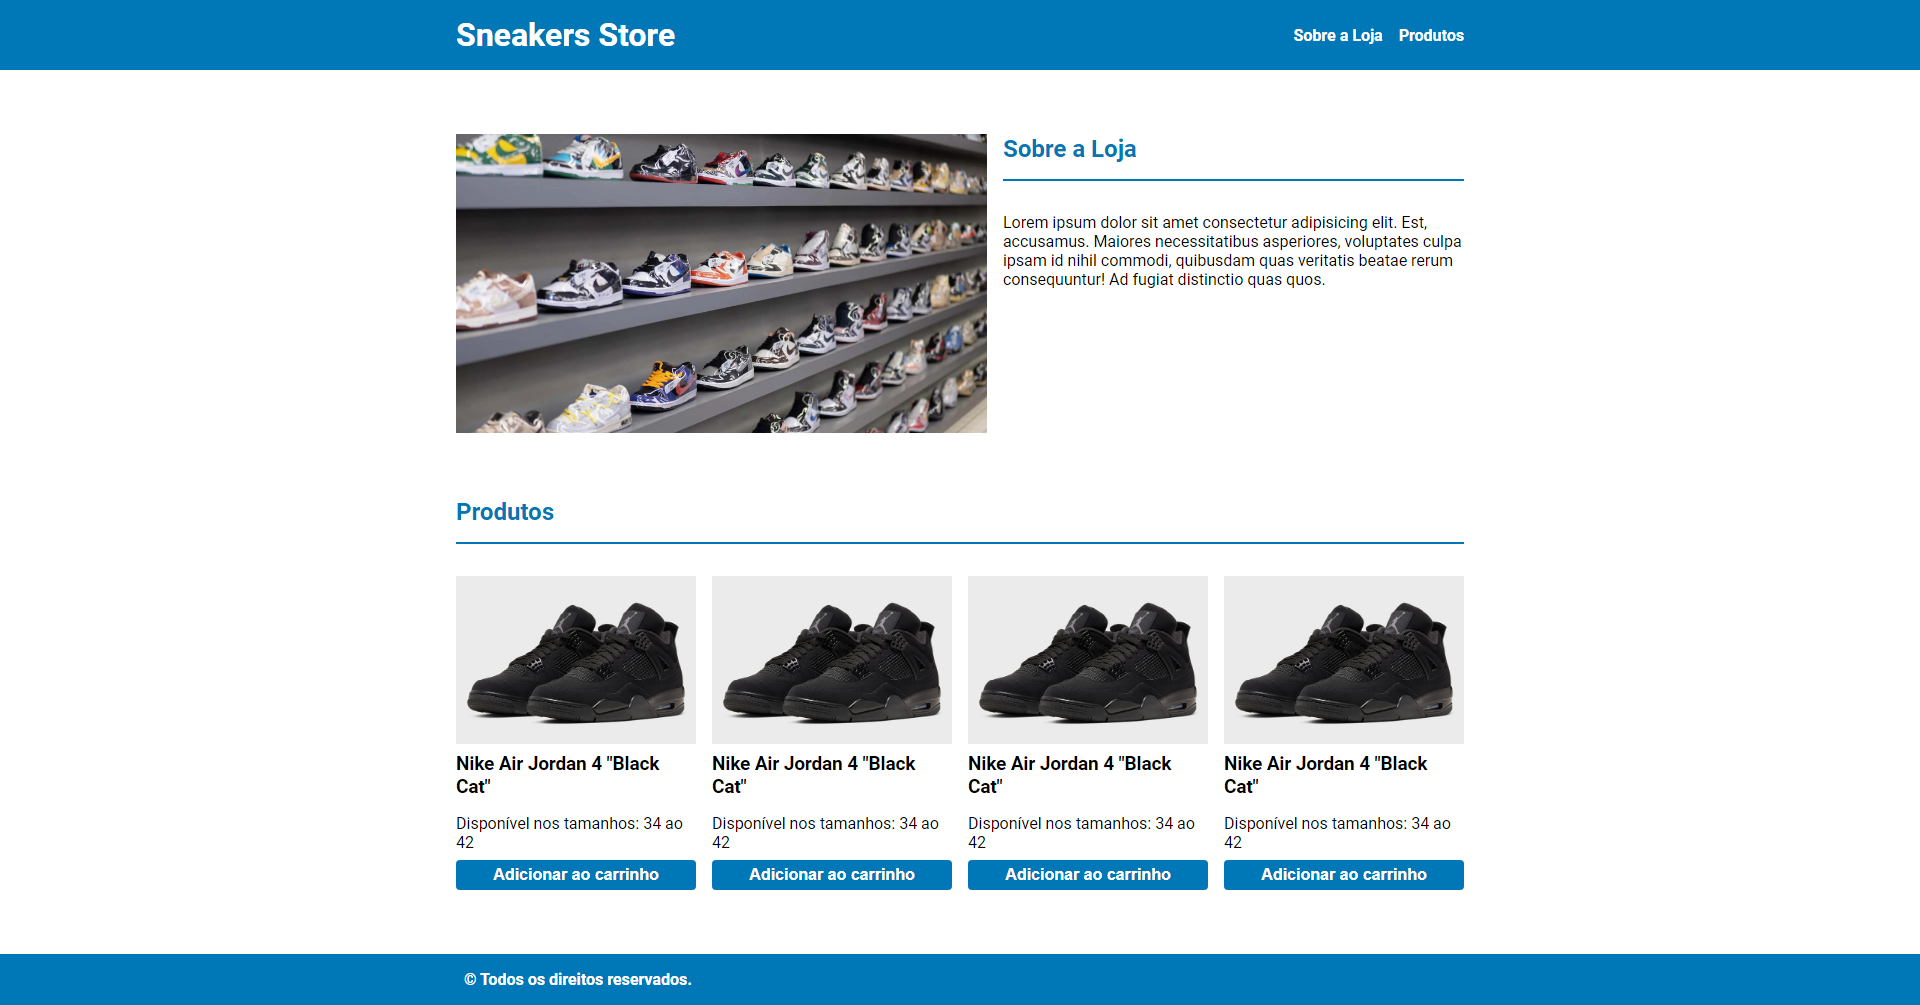 Sneakers Store
Sobre a Loja Produtos
Sobre a Loja
Lorem ipsum dolor sit amet consectetur adipisicing elit. Est,
accusamus. Maiores necessitatibus asperiores, voluptates culpa
ipsam id nihil commodi, quibusdam quas veritatis beatae rerum
consequuntur! Ad fugiat distinctio quas quos.
Produtos
Nike Air Jordan 4 "Black
Cat"
Disponível nos tamanhos: 34 ao
42
Adicionar ao carrinho
Nike Air Jordan 4 "Black
Cat"
Disponível nos tamanhos: 34 ao
42
Adicionar ao carrinho
Nike Air Jordan 4 "Black
Cat"
Disponível nos tamanhos: 34 ao
42
Adicionar ao carrinho
Nike Air Jordan 4 "Black
Cat"
Disponível nos tamanhos: 34 ao
42
Adicionar ao carrinho
© Todos os direitos reservados.